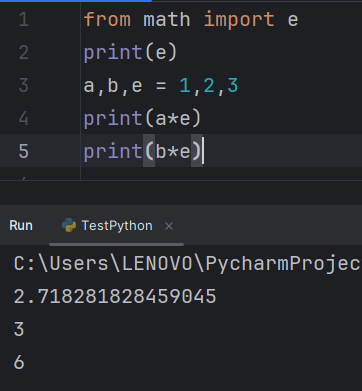 1 from math import e
2 print(e)
3 a,b,e = 1,2,3
4 print(a*e)
5 print(b*e)
Run TestPython ×
C:\Users\LENOVO\PycharmProjec
2.718281828459045
3
6